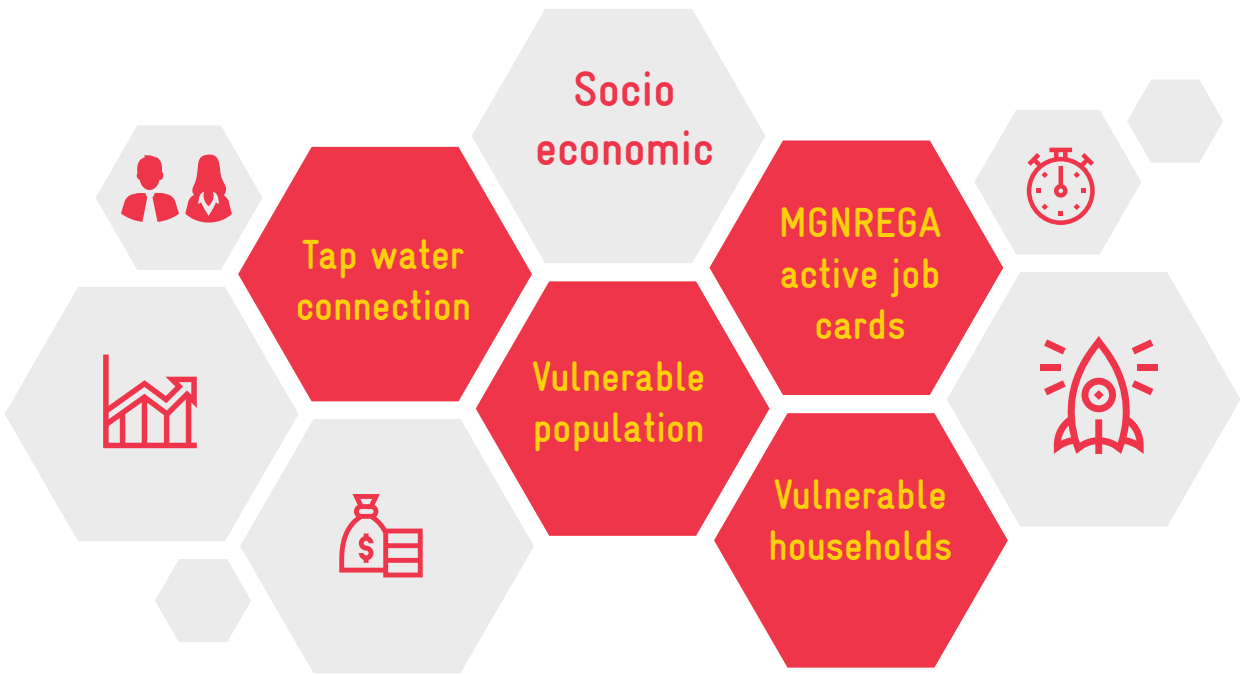 Socio
economic
Tap water
connection
MGNREGA
active job
cards
Vulnerable
population
Vulnerable
households
$